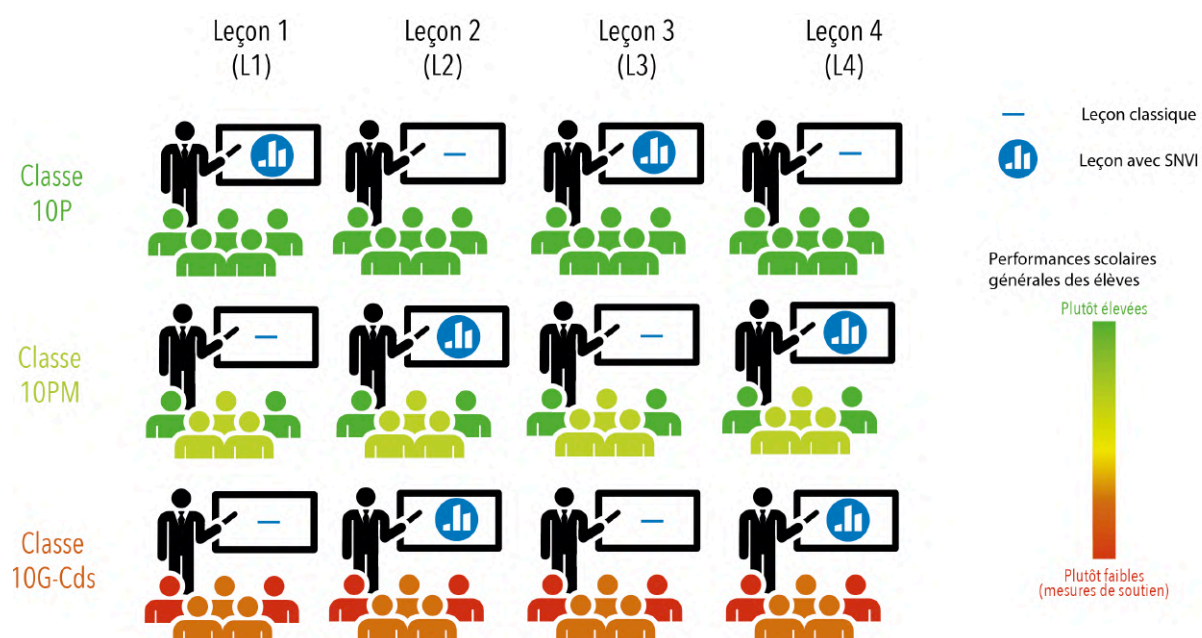 Leçon 1
(L1)
Leçon 2
(L2)
Leçon 3
(L3)
Leçon 4
(L4)
Leçon classique
Leçon avec SNVI
Classe
10P
Performances scolaires
générales des élèves
Plutôt élevées
Classe
10PM
Classe
10G-Cds
Plutôt faibles
(mesures de soutien)